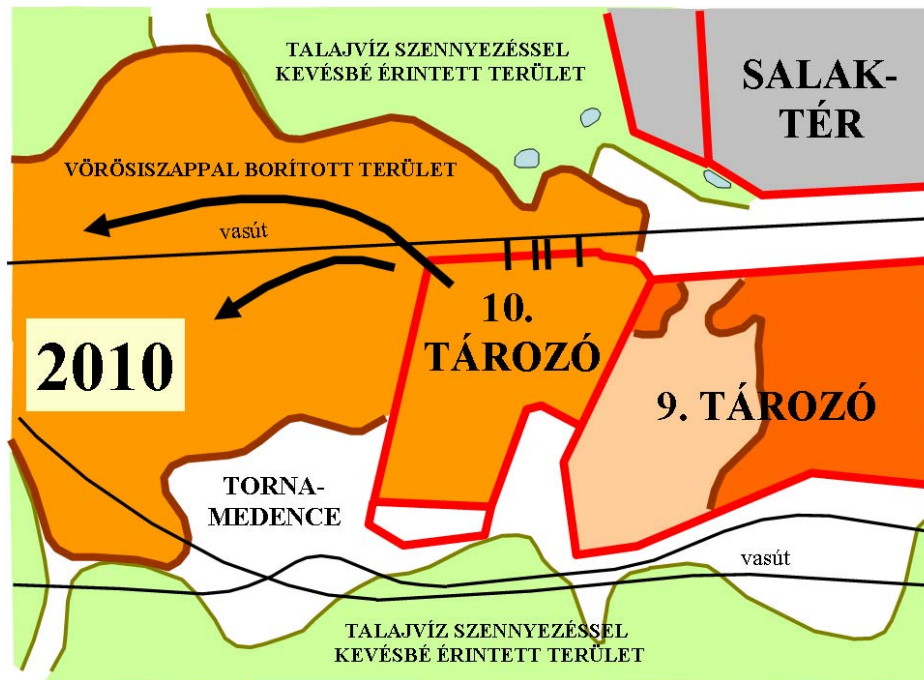 TALAJVÍZ SZENNYEZÉSSEL
KEVÉSBÉ ÉRINTETT TERÜLET
SALAK-
TÉR
VÖRÖSISZAPPAL BORÍTOTT TERÜLET
vasút
10.
TÁROZÓ
2010
9. TÁROZÓ
TORNA-
MEDENCE
vasút
TALAJVÍZ SZENNYEZÉSSEL
KEVÉSBÉ ÉRINTETT TERÜLET